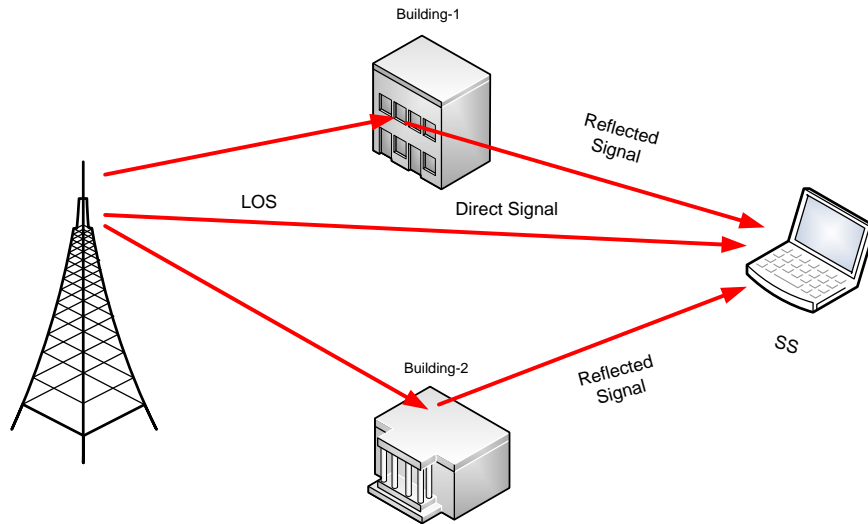 Building-1
Reflected
Signal
LOS
Direct Signal
SS
Building-2
Reflected
Signal